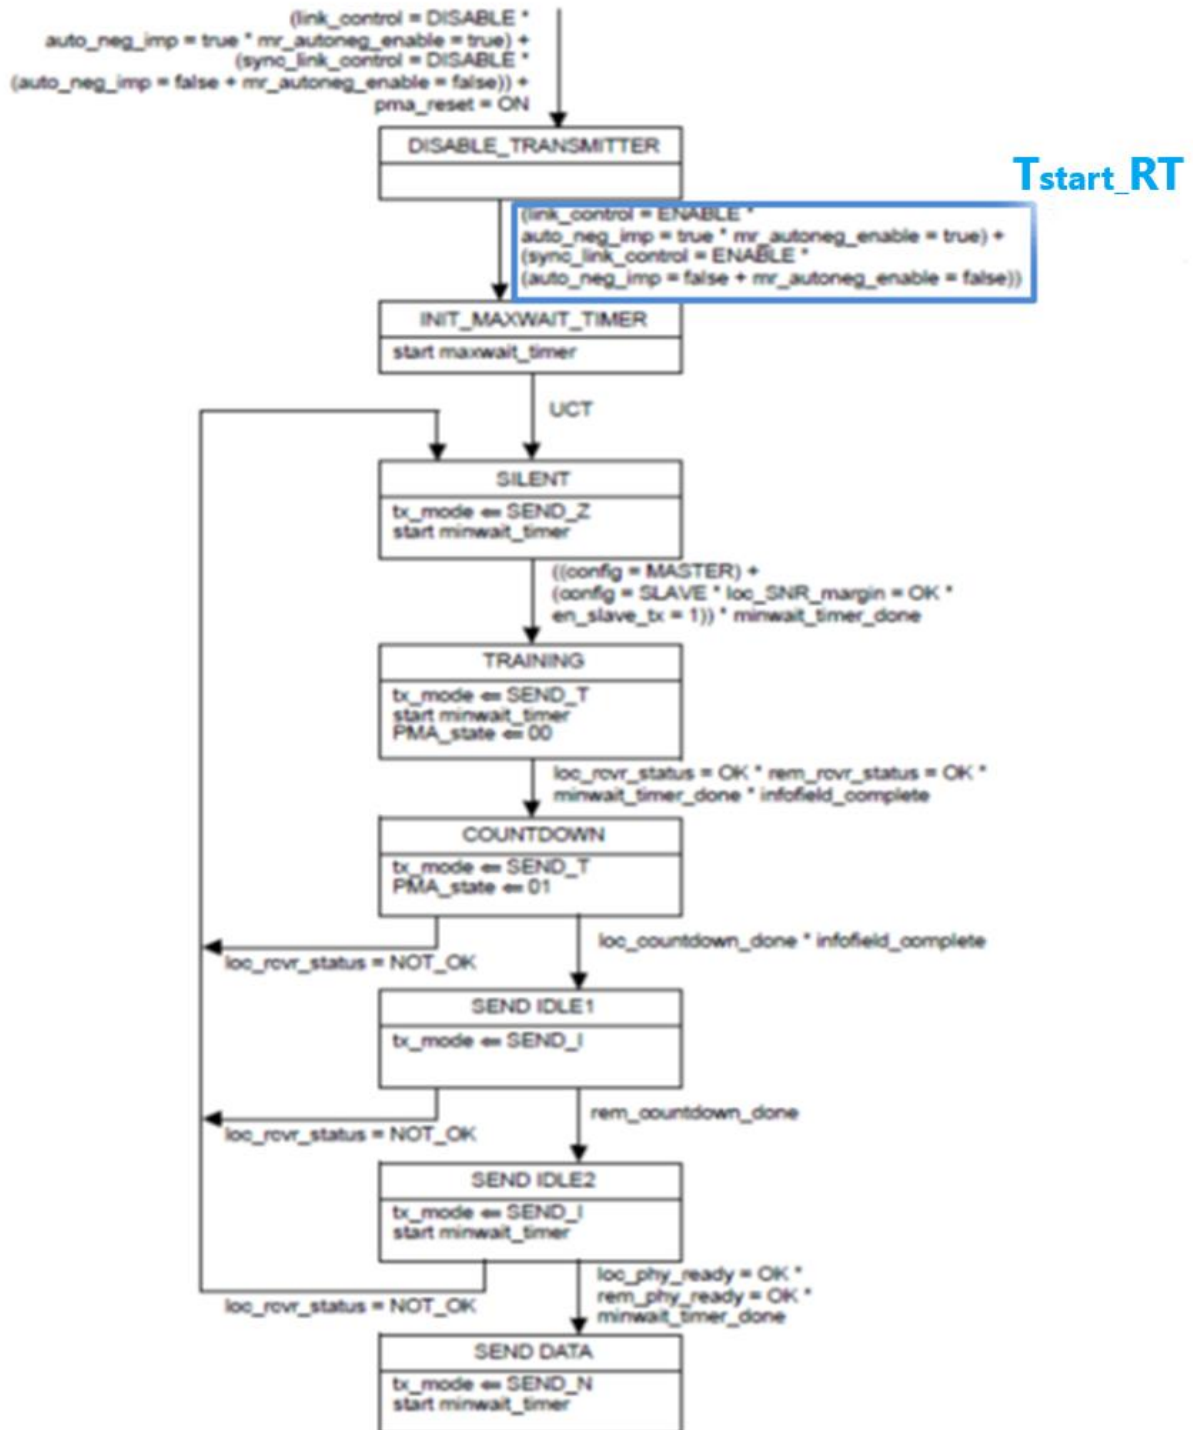 (link_control = DISABLE *
auto_neg_imp = true * mr_autoneg_enable = true) +
(sync_link_control = DISABLE *
(auto_neg_imp = false + mr_autoneg_enable = false)) +
pma_reset = ON
DISABLE_TRANSMITTER
Tstart_RT
(link_control = ENABLE *
auto_neg_imp = true * mr_autoneg_enable = true) +
(sync_link_control = ENABLE *
(auto_neg_imp = false + mr_autoneg_enable = false))
INIT_MAXWAIT_TIMER
start maxwait_timer
UCT
SILENT
tx_mode ⇐ SEND_Z
start minwait_timer
((config = MASTER) +
(config = SLAVE * loc_SNR_margin = OK *
en_slave_tx = 1)) * minwait_timer_done
TRAINING
tx_mode ⇐ SEND_T
start minwait_timer
PMA_state ⇐ 00
loc_rcvr_status = OK * rem_rcvr_status = OK *
minwait_timer_done * infofield_complete
COUNTDOWN
tx_mode ⇐ SEND_T
PMA_state ⇐ 01
loc_countdown_done * infofield_complete
loc_rcvr_status = NOT_OK
SEND IDLE1
tx_mode ⇐ SEND_I
rem_countdown_done
loc_rcvr_status = NOT_OK
SEND IDLE2
tx_mode ⇐ SEND_I
start minwait_timer
loc_phy_ready = OK *
rem_phy_ready = OK *
minwait_timer_done
loc_rcvr_status = NOT_OK
SEND DATA
tx_mode ⇐ SEND_N
start minwait_timer